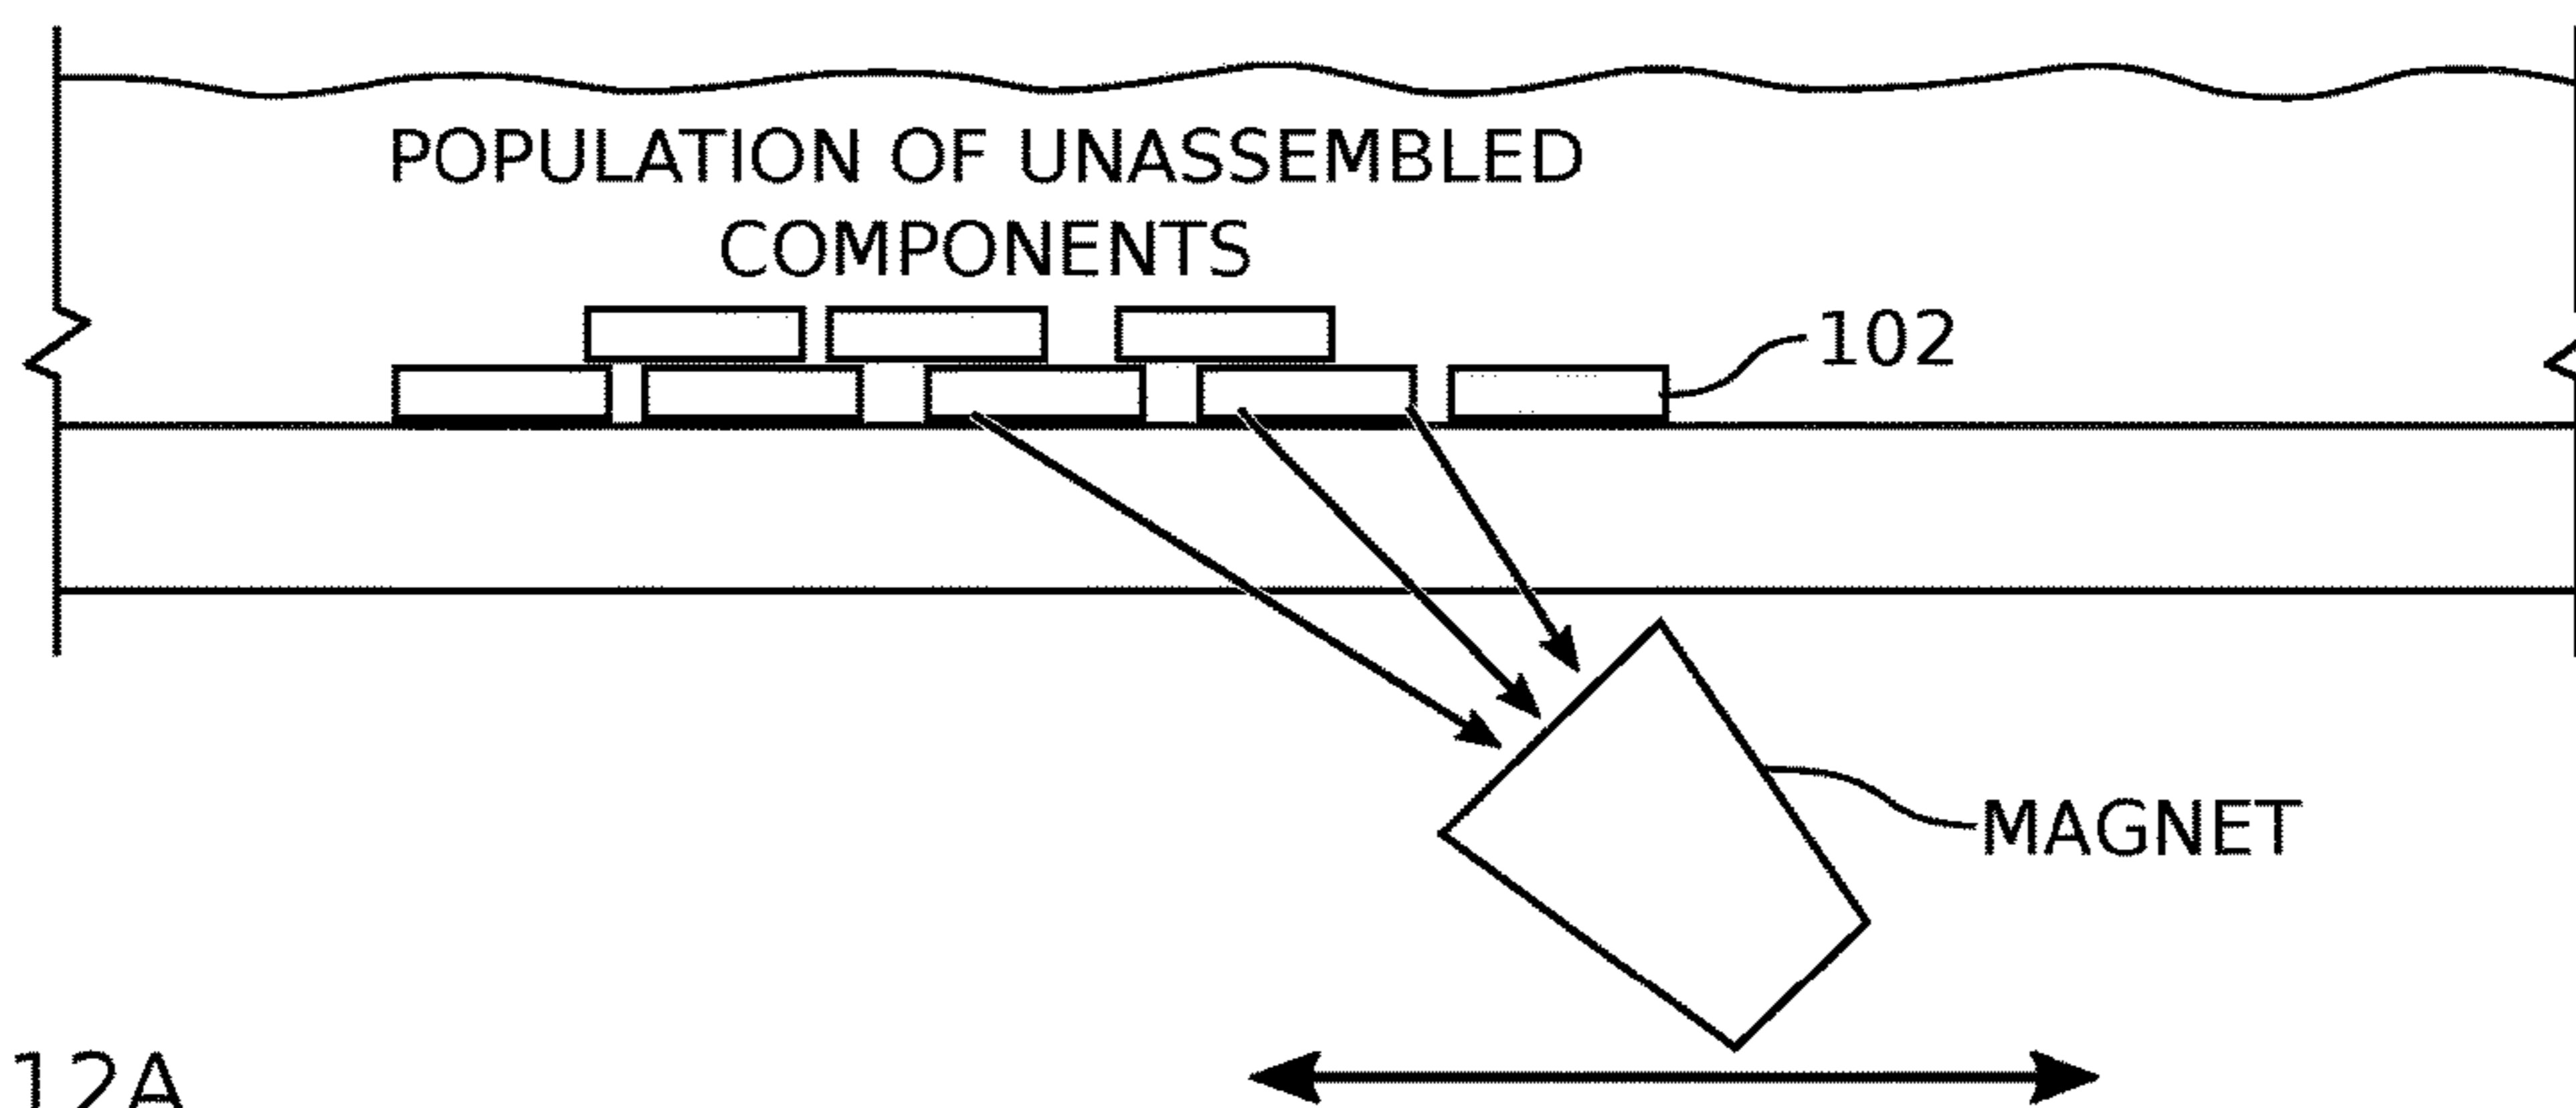 POPULATION OF UNASSEMBLED
COMPONENTS
102
MAGNET
12A